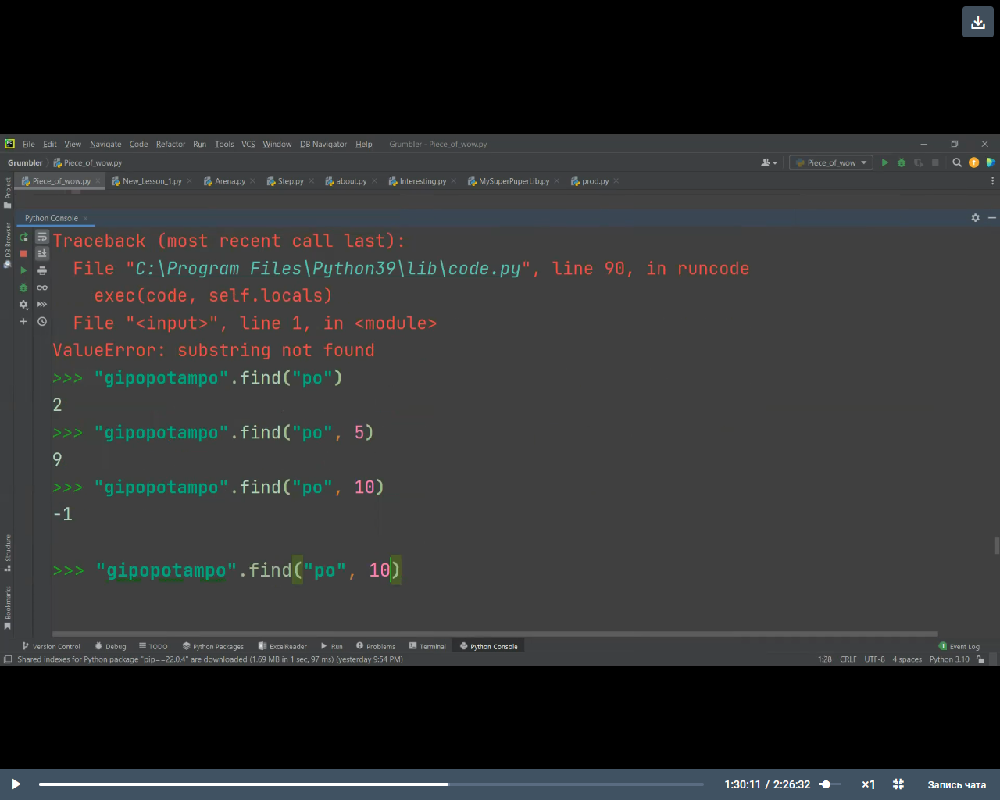 File Edit View Navigate Code Refactor Run Tools VCS Window DB Navigator Help Grumbler - Piece_of_wow.py
Grumbler Piece_of_wow.py Piece_of_wow
Piece_of_wow.py New_Lesson_1.py Arena.py Step.py about.py Interesting.py MySuperPuperLib.py prod.py
Project
DB Browser
Python Console
Traceback (most recent call last):
File "C:\Program Files\Python39\lib\code.py", line 90, in runcode
exec(code, self.locals)
File "<input>", line 1, in <module>
ValueError: substring not found
>>> "gipopotampo".find("po")
2
>>> "gipopotampo".find("po", 5)
9
>>> "gipopotampo".find("po", 10)
-1
>>> "gipopotampo".find("po", 10)
Structure
Bookmarks
Version Control Debug TODO Python Packages ExcelReader Run Problems Terminal Python Console 1 Event Log
Shared indexes for Python package "pip==22.0.4" are downloaded (1.69 MB in 1 sec, 97 ms) (yesterday 9:54 PM) 1:28 CRLF UTF-8 4 spaces Python 3.10
1:30:11 / 2:26:32 ×1 Запись чата